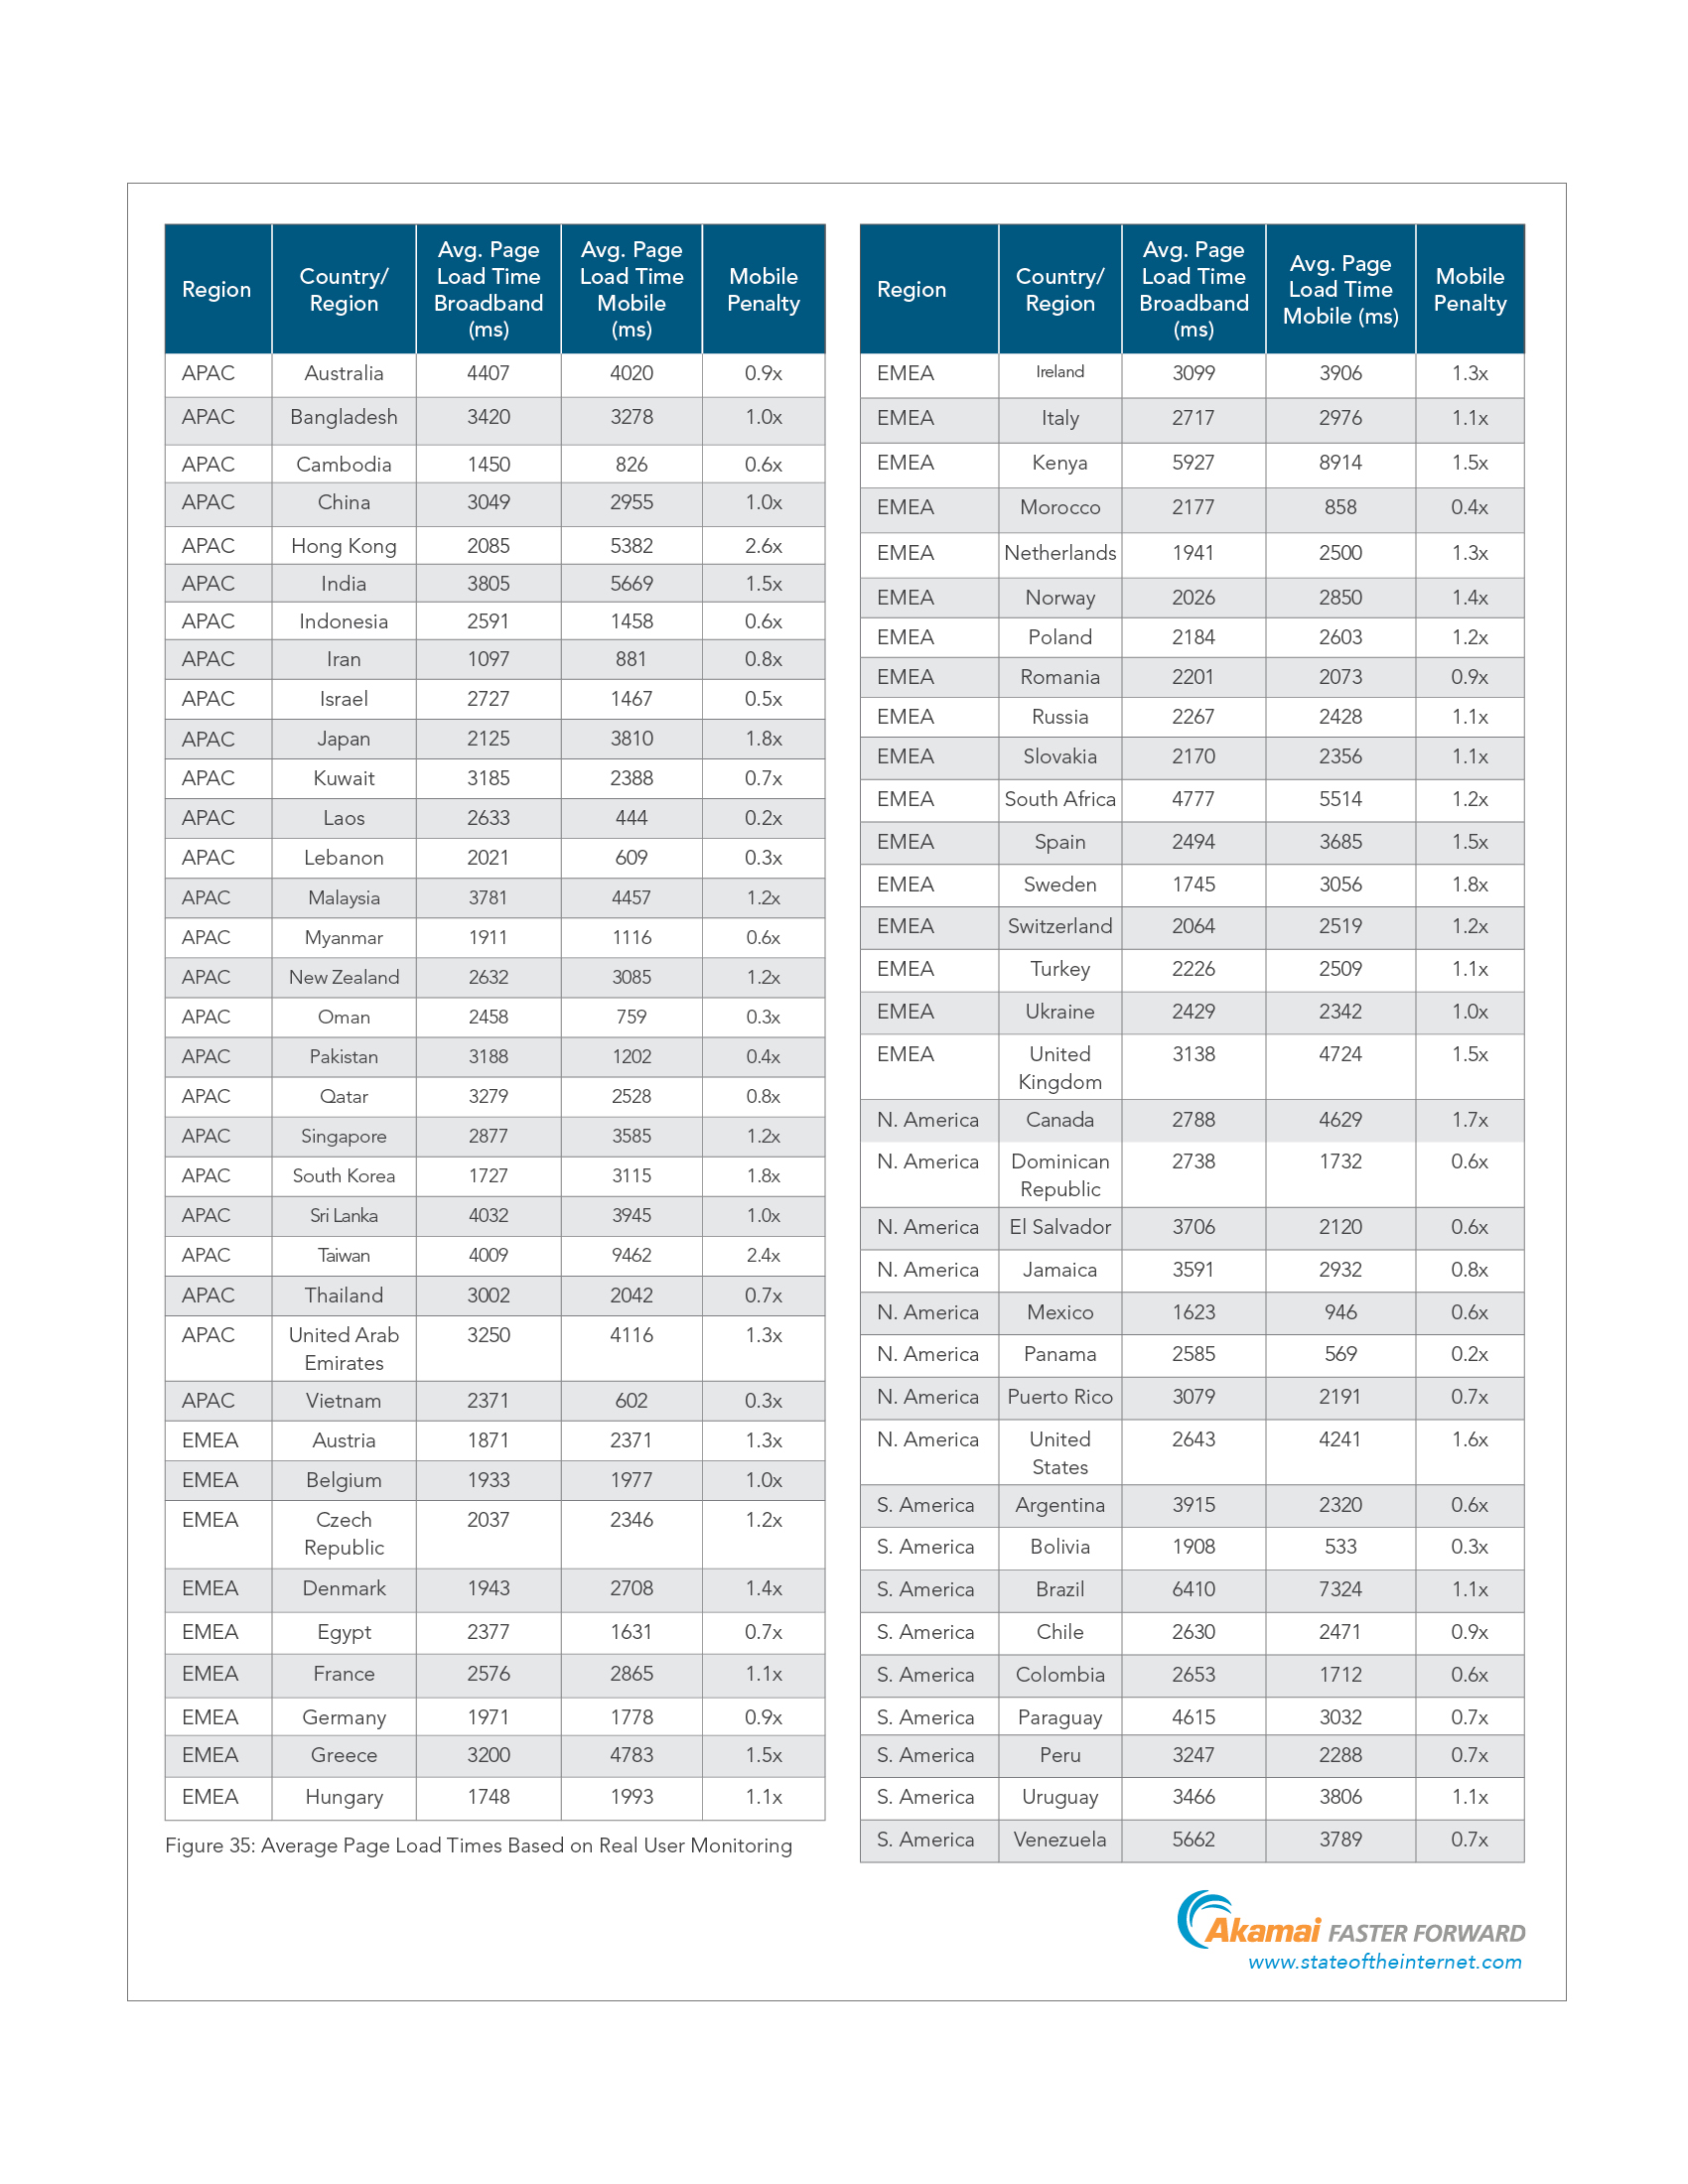 Region Country/Region Avg. Page Load Time Broadband (ms) Avg. Page Load Time Mobile (ms) Mobile Penalty
APAC Australia 4407 4020 0.9x
APAC Bangladesh 3420 3278 1.0x
APAC Cambodia 1450 826 0.6x
APAC China 3049 2955 1.0x
APAC Hong Kong 2085 5382 2.6x
APAC India 3805 5669 1.5x
APAC Indonesia 2591 1458 0.6x
APAC Iran 1097 881 0.8x
APAC Israel 2727 1467 0.5x
APAC Japan 2125 3810 1.8x
APAC Kuwait 3185 2388 0.7x
APAC Laos 2633 444 0.2x
APAC Lebanon 2021 609 0.3x
APAC Malaysia 3781 4457 1.2x
APAC Myanmar 1911 1116 0.6x
APAC New Zealand 2632 3085 1.2x
APAC Oman 2458 759 0.3x
APAC Pakistan 3188 1202 0.4x
APAC Qatar 3279 2528 0.8x
APAC Singapore 2877 3585 1.2x
APAC South Korea 1727 3115 1.8x
APAC Sri Lanka 4032 3945 1.0x
APAC Taiwan 4009 9462 2.4x
APAC Thailand 3002 2042 0.7x
APAC United Arab Emirates 3250 4116 1.3x
APAC Vietnam 2371 602 0.3x
EMEA Austria 1871 2371 1.3x
EMEA Belgium 1933 1977 1.0x
EMEA Czech Republic 2037 2346 1.2x
EMEA Denmark 1943 2708 1.4x
EMEA Egypt 2377 1631 0.7x
EMEA France 2576 2865 1.1x
EMEA Germany 1971 1778 0.9x
EMEA Greece 3200 4783 1.5x
EMEA Hungary 1748 1993 1.1x
Figure 35: Average Page Load Times Based on Real User Monitoring
Region Country/Region Avg. Page Load Time Broadband (ms) Avg. Page Load Time Mobile (ms) Mobile Penalty
EMEA Ireland 3099 3906 1.3x
EMEA Italy 2717 2976 1.1x
EMEA Kenya 5927 8914 1.5x
EMEA Morocco 2177 858 0.4x
EMEA Netherlands 1941 2500 1.3x
EMEA Norway 2026 2850 1.4x
EMEA Poland 2184 2603 1.2x
EMEA Romania 2201 2073 0.9x
EMEA Russia 2267 2428 1.1x
EMEA Slovakia 2170 2356 1.1x
EMEA South Africa 4777 5514 1.2x
EMEA Spain 2494 3685 1.5x
EMEA Sweden 1745 3056 1.8x
EMEA Switzerland 2064 2519 1.2x
EMEA Turkey 2226 2509 1.1x
EMEA Ukraine 2429 2342 1.0x
EMEA United Kingdom 3138 4724 1.5x
N. America Canada 2788 4629 1.7x
N. America Dominican Republic 2738 1732 0.6x
N. America El Salvador 3706 2120 0.6x
N. America Jamaica 3591 2932 0.8x
N. America Mexico 1623 946 0.6x
N. America Panama 2585 569 0.2x
N. America Puerto Rico 3079 2191 0.7x
N. America United States 2643 4241 1.6x
S. America Argentina 3915 2320 0.6x
S. America Bolivia 1908 533 0.3x
S. America Brazil 6410 7324 1.1x
S. America Chile 2630 2471 0.9x
S. America Colombia 2653 1712 0.6x
S. America Paraguay 4615 3032 0.7x
S. America Peru 3247 2288 0.7x
S. America Uruguay 3466 3806 1.1x
S. America Venezuela 5662 3789 0.7x
Akamai FASTER FORWARD
www.stateoftheinternet.com